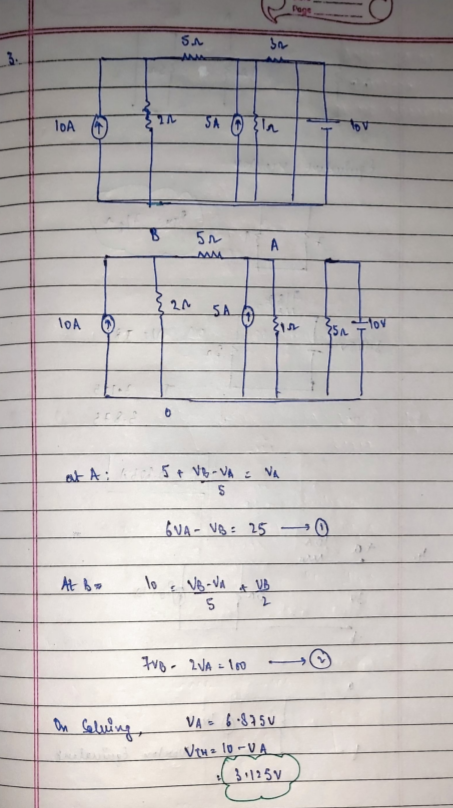 Page
3.
5Ω 3Ω
10A 2Ω 5A 1Ω 10V
B 5Ω A
10A 2Ω 5A 1Ω 5Ω 10V
0
at A: 5 + VB-VA/5 = VA
6VA - VB = 25 → ①
At B⇒ 10 = VB-VA/5 + VB/2
7VB - 2VA = 100 → ②
On Solving, VA = 6.875V
VTH = 10 - VA
= 3.125V